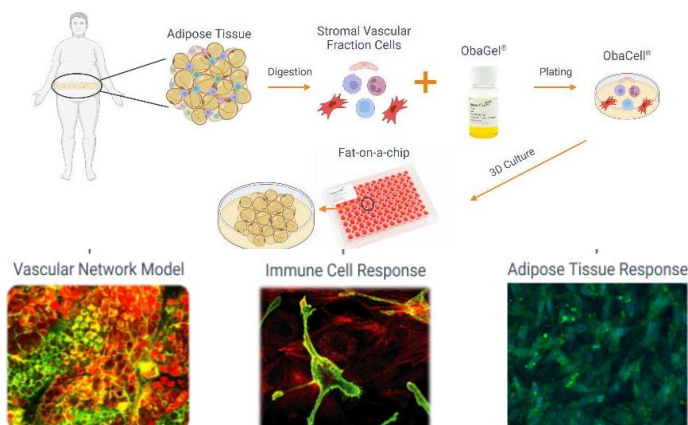 Adipose Tissue
Stromal Vascular
Fraction Cells
ObaGel®
ObaCell®
Digestion
Plating
3D Culture
Fat-on-a-chip
Vascular Network Model
Immune Cell Response
Adipose Tissue Response